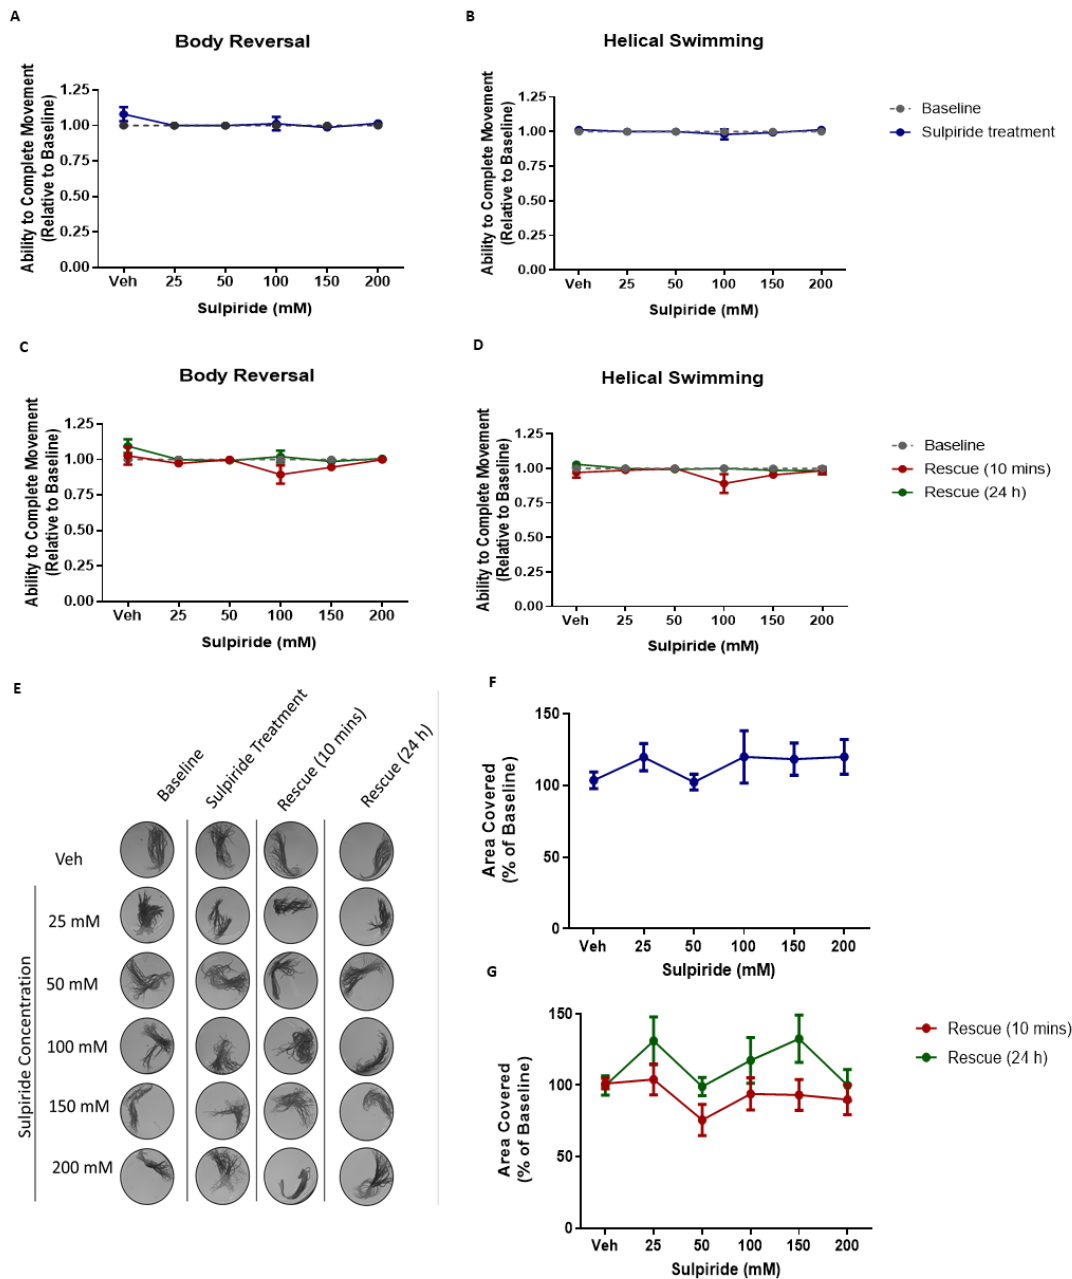 A
Body Reversal
Ability to Complete Movement
(Relative to Baseline)
1.25
1.00
0.75
0.50
0.25
0.00
Veh 25 50 100 150 200
Sulpiride (mM)
B
Helical Swimming
Ability to Complete Movement
(Relative to Baseline)
1.25
1.00
0.75
0.50
0.25
0.00
Veh 25 50 100 150 200
Sulpiride (mM)
Baseline
Sulpiride treatment
C
Body Reversal
Ability to Complete Movement
(Relative to Baseline)
1.25
1.00
0.75
0.50
0.25
0.00
Veh 25 50 100 150 200
Sulpiride (mM)
D
Helical Swimming
Ability to Complete Movement
(Relative to Baseline)
1.25
1.00
0.75
0.50
0.25
0.00
Veh 25 50 100 150 200
Sulpiride (mM)
Baseline
Rescue (10 mins)
Rescue (24 h)
E
Baseline
Sulpiride Treatment
Rescue (10 mins)
Rescue (24 h)
Veh
Sulpiride Concentration
25 mM
50 mM
100 mM
150 mM
200 mM
F
Area Covered
(% of Baseline)
150
100
50
0
Veh 25 50 100 150 200
Sulpiride (mM)
G
Area Covered
(% of Baseline)
150
100
50
0
Veh 25 50 100 150 200
Sulpiride (mM)
Rescue (10 mins)
Rescue (24 h)